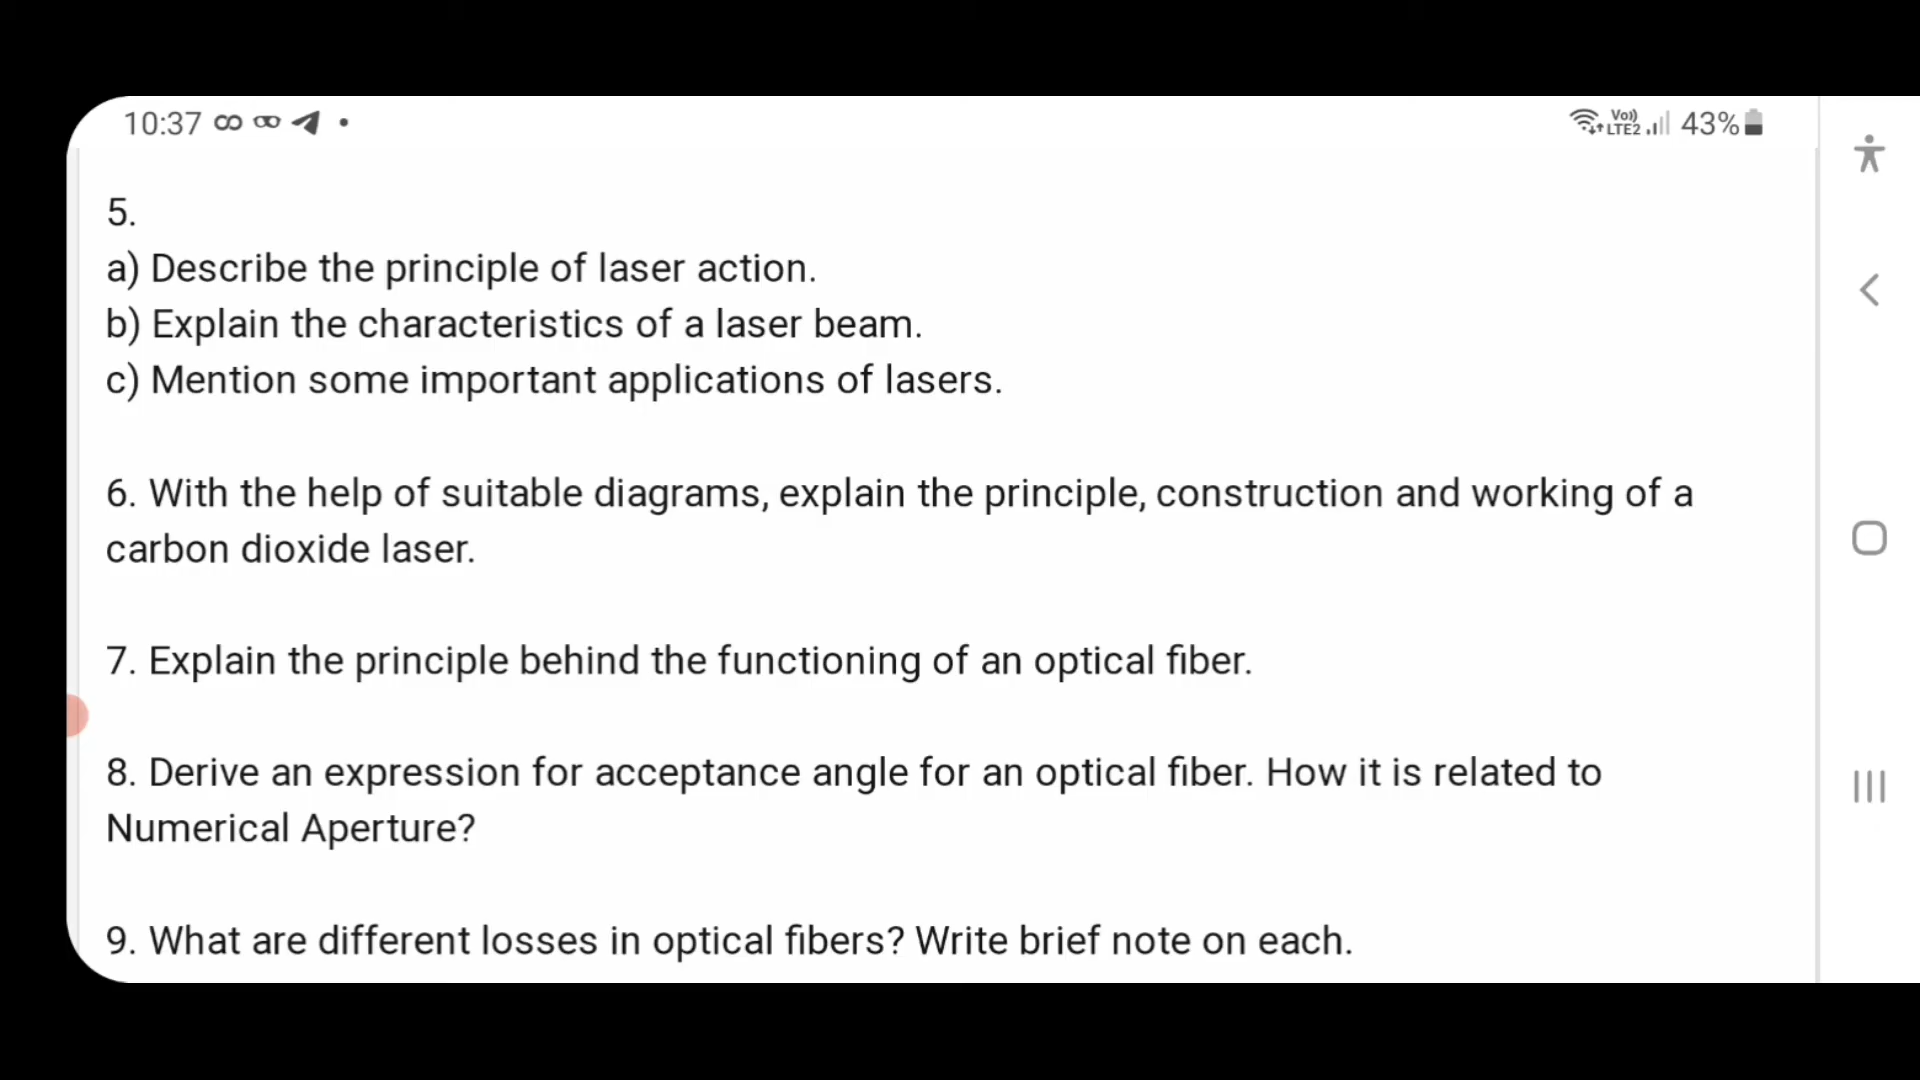 10:37
Vo))
LTE2
43%
5.
a) Describe the principle of laser action.
b) Explain the characteristics of a laser beam.
c) Mention some important applications of lasers.
6. With the help of suitable diagrams, explain the principle, construction and working of a
carbon dioxide laser.
7. Explain the principle behind the functioning of an optical fiber.
8. Derive an expression for acceptance angle for an optical fiber. How it is related to
Numerical Aperture?
9. What are different losses in optical fibers? Write brief note on each.